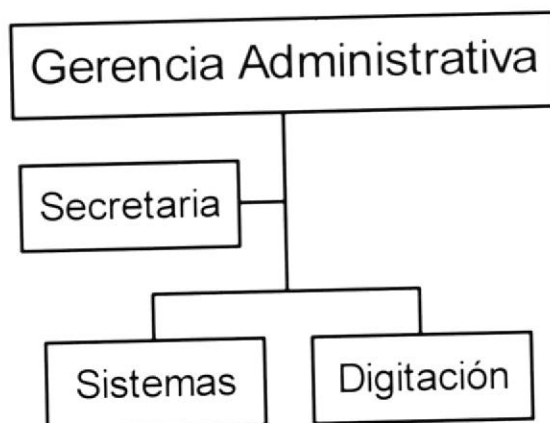 Gerencia Administrativa
Secretaria
Sistemas
Digitación